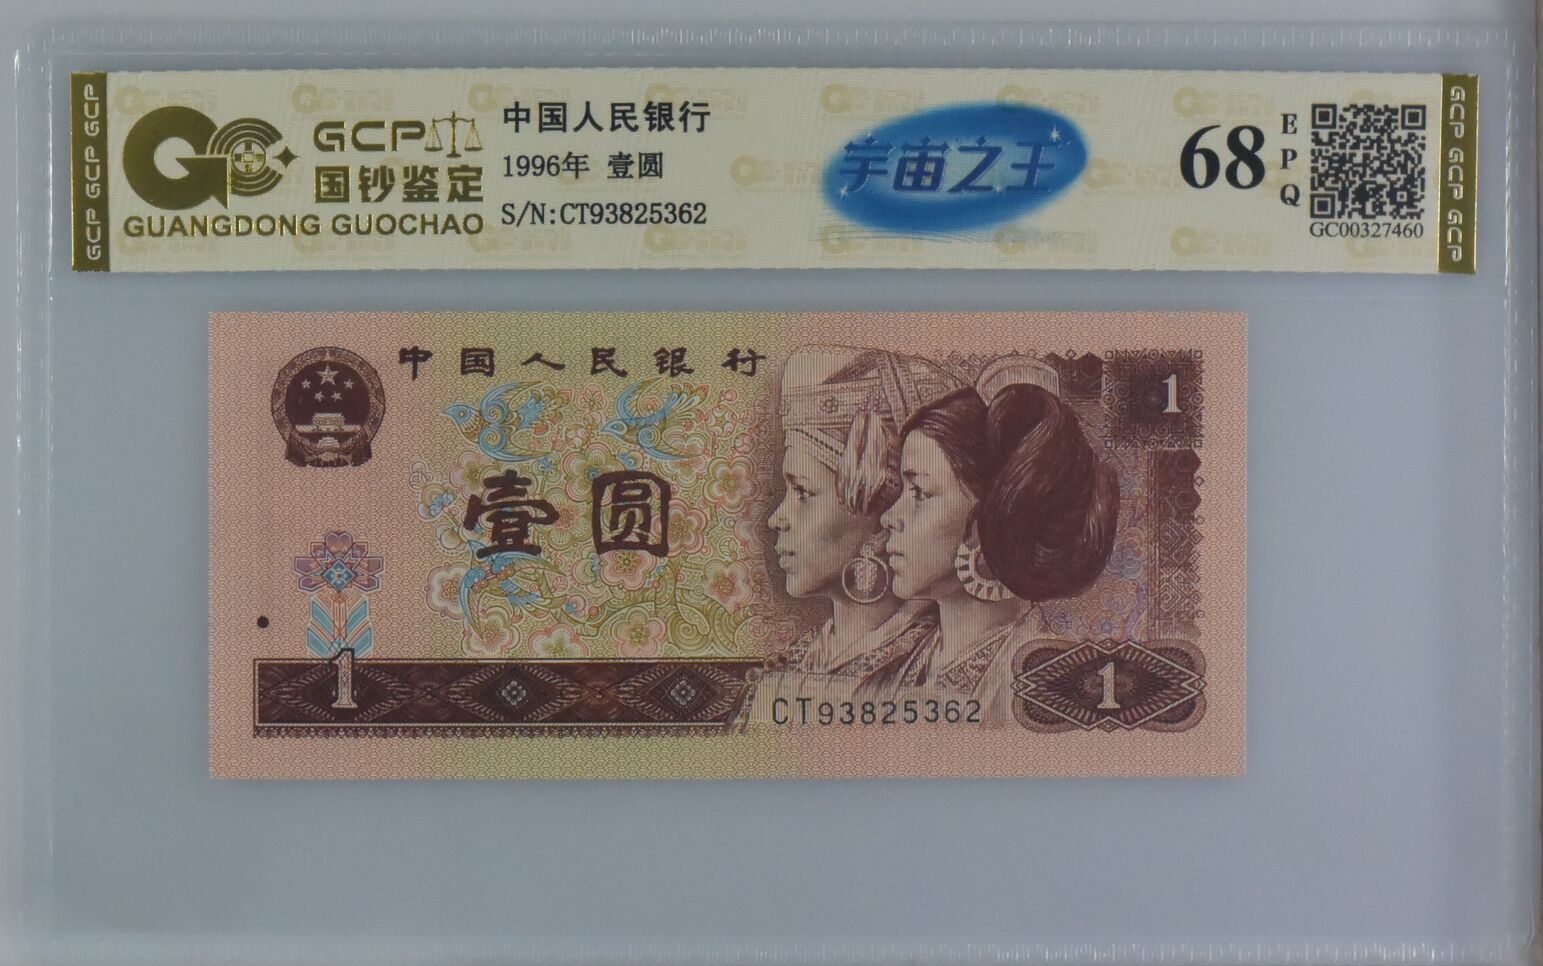 GCP GCP GCP
GCP
国钞鉴定
GUANGDONG GUOCHAO
中国人民银行
1996年 壹圆
S/N:CT93825362
宇宙之王
68
EPQ
GC00327460
GCP GCP GCP
中国人民银行
1
壹圆
1
CT93825362
1